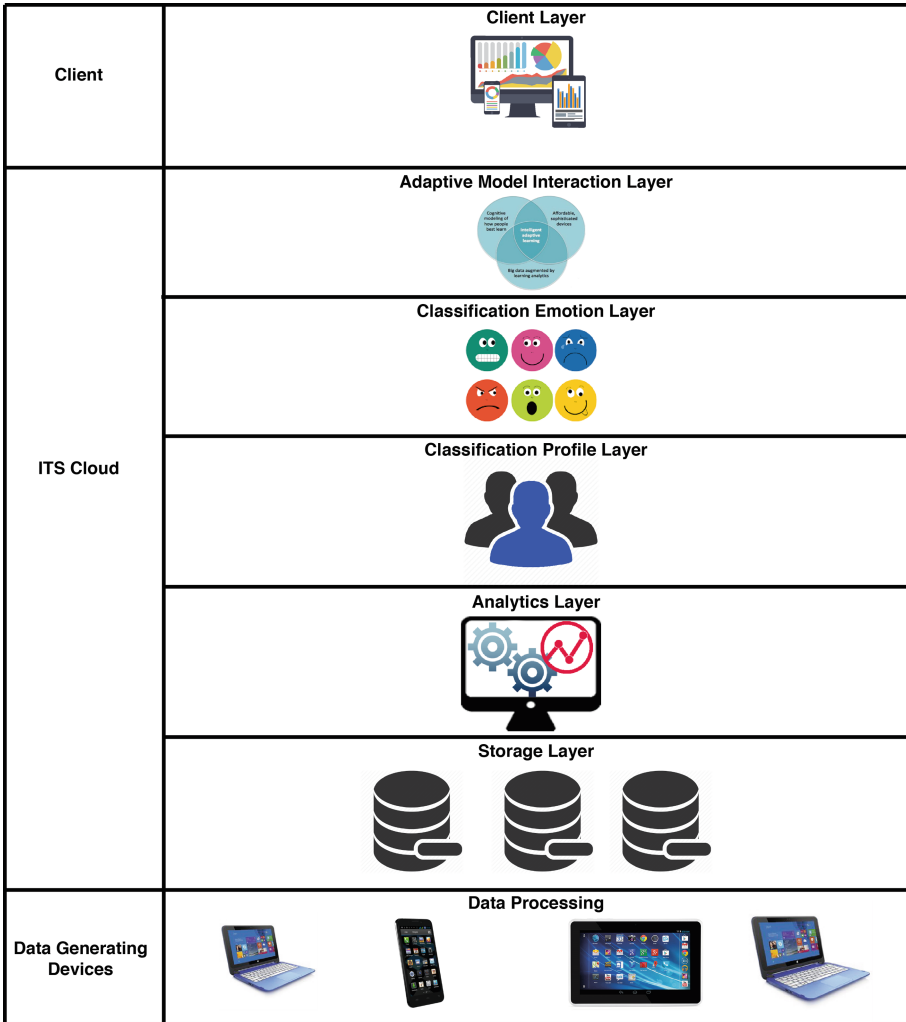 Client Layer
Client
Adaptive Model Interaction Layer
Cognitive
modeling of
how people
best learn
Affordable,
sophisticated
devices
Intelligent
adaptive
learning
Big data augmented by
learning analytics
Classification Emotion Layer
ITS Cloud
Classification Profile Layer
Analytics Layer
Storage Layer
Data Processing
Data Generating
Devices